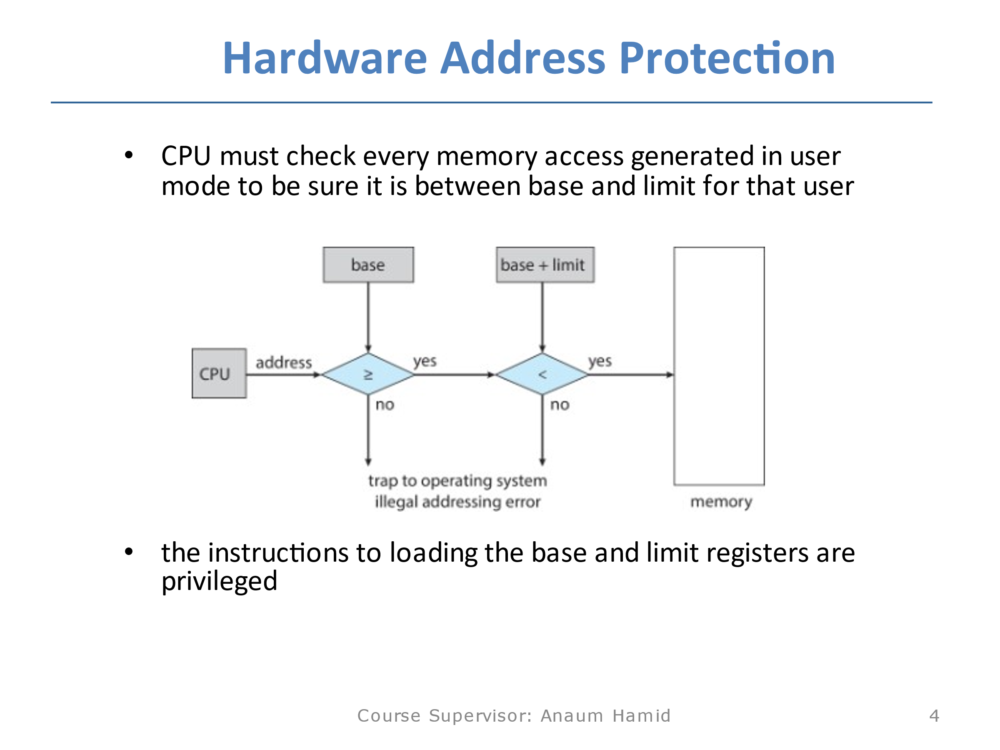 Hardware Address Protection
• CPU must check every memory access generated in user
mode to be sure it is between base and limit for that user
base
base + limit
CPU
address
≥
yes
<
yes
no
no
trap to operating system
illegal addressing error
memory
• the instructions to loading the base and limit registers are
privileged
Course Supervisor: Anaum Hamid
4